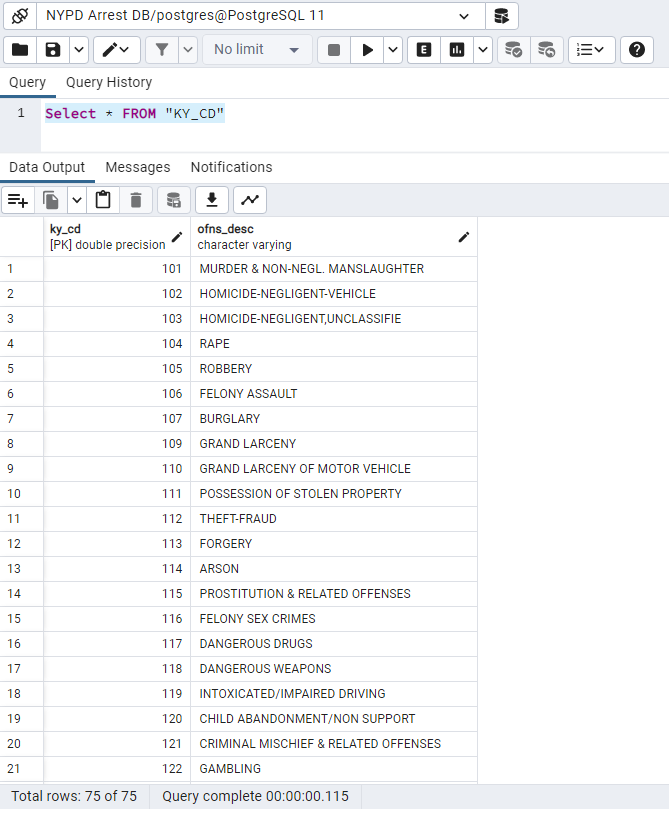 NYPD Arrest DB/postgres@PostgreSQL 11
No limit
E
Query Query History
1 Select * FROM "KY_CD"
Data Output Messages Notifications
ky_cd ofns_desc
[PK] double precision character varying
1 101 MURDER & NON-NEGL. MANSLAUGHTER
2 102 HOMICIDE-NEGLIGENT-VEHICLE
3 103 HOMICIDE-NEGLIGENT,UNCLASSIFIE
4 104 RAPE
5 105 ROBBERY
6 106 FELONY ASSAULT
7 107 BURGLARY
8 109 GRAND LARCENY
9 110 GRAND LARCENY OF MOTOR VEHICLE
10 111 POSSESSION OF STOLEN PROPERTY
11 112 THEFT-FRAUD
12 113 FORGERY
13 114 ARSON
14 115 PROSTITUTION & RELATED OFFENSES
15 116 FELONY SEX CRIMES
16 117 DANGEROUS DRUGS
17 118 DANGEROUS WEAPONS
18 119 INTOXICATED/IMPAIRED DRIVING
19 120 CHILD ABANDONMENT/NON SUPPORT
20 121 CRIMINAL MISCHIEF & RELATED OFFENSES
21 122 GAMBLING
Total rows: 75 of 75 Query complete 00:00:00.115